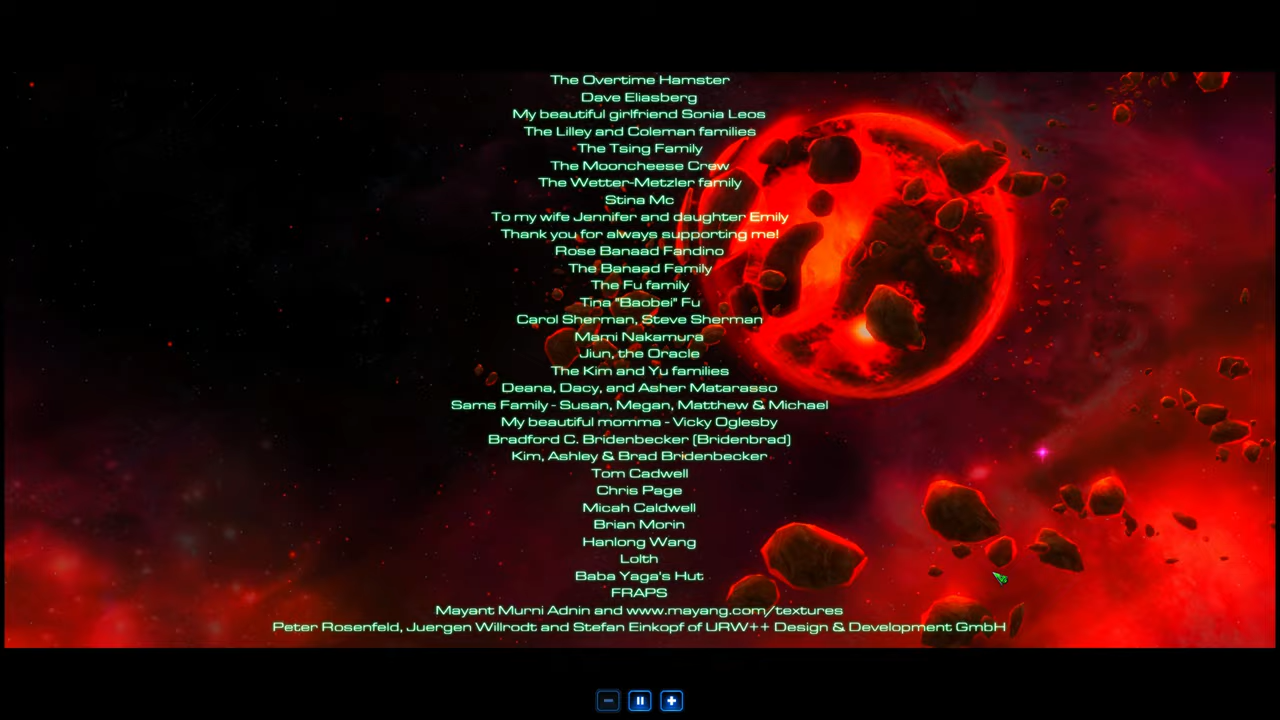 The Overtime Hamster
Dave Eliasberg
My beautiful girlfriend Sonia Leos
The Lilley and Coleman families
The Tsing Family
The Mooncheese Crew
The Wetter-Metzler family
Stina Mc
To my wife Jennifer and daughter Emily
Thank you for always supporting me!
Rose Banaad Fandino
The Banaad Family
The Fu family
Tina "Baobei" Fu
Carol Sherman, Steve Sherman
Mami Nakamura
Jiun, the Oracle
The Kim and Yu families
Deana, Dacy, and Asher Matarasso
Sams Family - Susan, Megan, Matthew & Michael
My beautiful momma - Vicky Oglesby
Bradford C. Bridenbecker (Bridenbrad)
Kim, Ashley & Brad Bridenbecker
Tom Cadwell
Chris Page
Micah Caldwell
Brian Morin
Hanlong Wang
Lolth
Baba Yaga's Hut
FRAPS
Mayant Murni Adnin and www.mayang.com/textures
Peter Rosenfeld, Juergen Willrodt and Stefan Einkopf of URW++ Design & Development GmbH